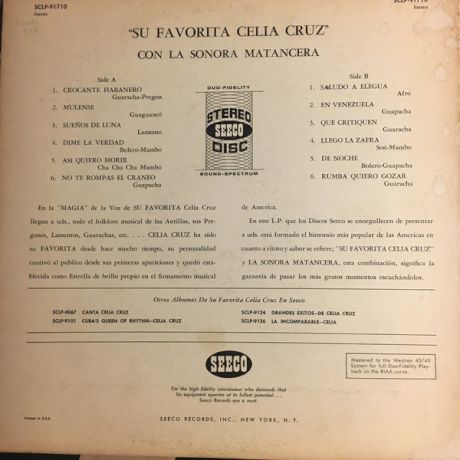 SCLP-91710
Stereo
SCLP-91710
Stereo
"SU FAVORITA CELIA CRUZ"
CON LA SONORA MATANCERA
Side A
1. CROCANTE HABANERO
Guaracha-Pregon
2. MULENSE
Guaguancó
3. SUEÑOS DE LUNA
Lamento
4. DIME LA VERDAD
Bolero-Mambo
5. ASI QUIERO MORIR
Cha Cha Cha Mambo
6. NO TE ROMPAS EL CRANEO
Guapacha
DUO-FIDELITY
STEREO
SEECO
DISC
SOUND-SPECTRUM
Side B
1. SALUDO A ELEGUA
Afro
2. EN VENEZUELA
Guapacha
3. QUE CRITIQUEN
Guaracha
4. LLEGO LA ZAFRA
Son-Mambo
5. DE NOCHE
Bolero-Guapacha
6. RUMBA QUIERO GOZAR
Guaracha
En la "MAGIA" de la Voz de SU FAVORITA Celia Cruz
llegan a uds., todo el folklore musical de las Antillas, sus Pre-
gones, Lamentos, Guarachas, etc. . . . CELIA CRUZ ha sido
su FAVORITA desde hace mucho tiempo, su personalidad
cautivó al público desde sus primeras apariciones y quedó esta-
blecida como Estrella de brillo propio en el firmamento musical
de America.
En este L.P. que los Discos Seeco se enorgullecen de presentar
a uds. está formado el bimomio más popular de las Americas en
cuanto a ritmo y sabor se refiere; "SU FAVORITA CELIA CRUZ"
y LA SONORA MATANCERA, esta combinación, significa la
garantia de pasar los más gratos momentos escuchándolos.
Otros Albumes De Su Favorita Celia Cruz En Seeco
SCLP-9067 CANTA CELIA CRUZ
SCLP-9101 CUBA'S QUEEN OF RHYTHM—CELIA CRUZ
SCLP-9124 GRANDES EXITOS—DE CELIA CRUZ
SCLP-9136 LA INCOMPARABLE—CELIA
SEECO
For the high fidelity connoisseur who demands that
his equipment operate at its fullest potential . . .
Seeco Records are a must.
Mastered to the Westrex 45/45
System for full Duo-Fidelity Play-
back on the RIAA curve.
Printed in U.S.A.
SEECO RECORDS, INC., NEW YORK, N. Y.